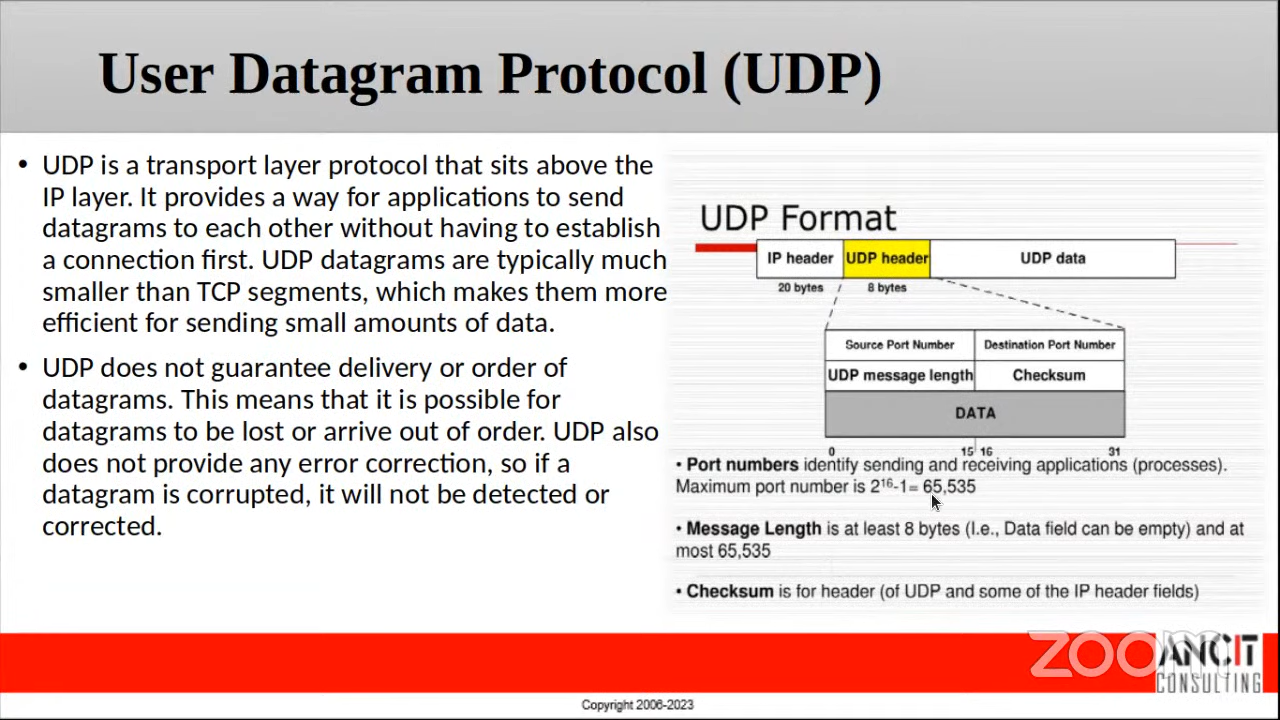 User Datagram Protocol (UDP)
• UDP is a transport layer protocol that sits above the
IP layer. It provides a way for applications to send
datagrams to each other without having to establish
a connection first. UDP datagrams are typically much
smaller than TCP segments, which makes them more
efficient for sending small amounts of data.
• UDP does not guarantee delivery or order of
datagrams. This means that it is possible for
datagrams to be lost or arrive out of order. UDP also
does not provide any error correction, so if a
datagram is corrupted, it will not be detected or
corrected.
UDP Format
IP header UDP header UDP data
20 bytes 8 bytes
Source Port Number Destination Port Number
UDP message length Checksum
DATA
0 15 16 31
• Port numbers identify sending and receiving applications (processes).
Maximum port number is 2¹⁶-1= 65,535
• Message Length is at least 8 bytes (I.e., Data field can be empty) and at
most 65,535
• Checksum is for header (of UDP and some of the IP header fields)
zoom
ANCIT
CONSULTING
Copyright 2006-2023